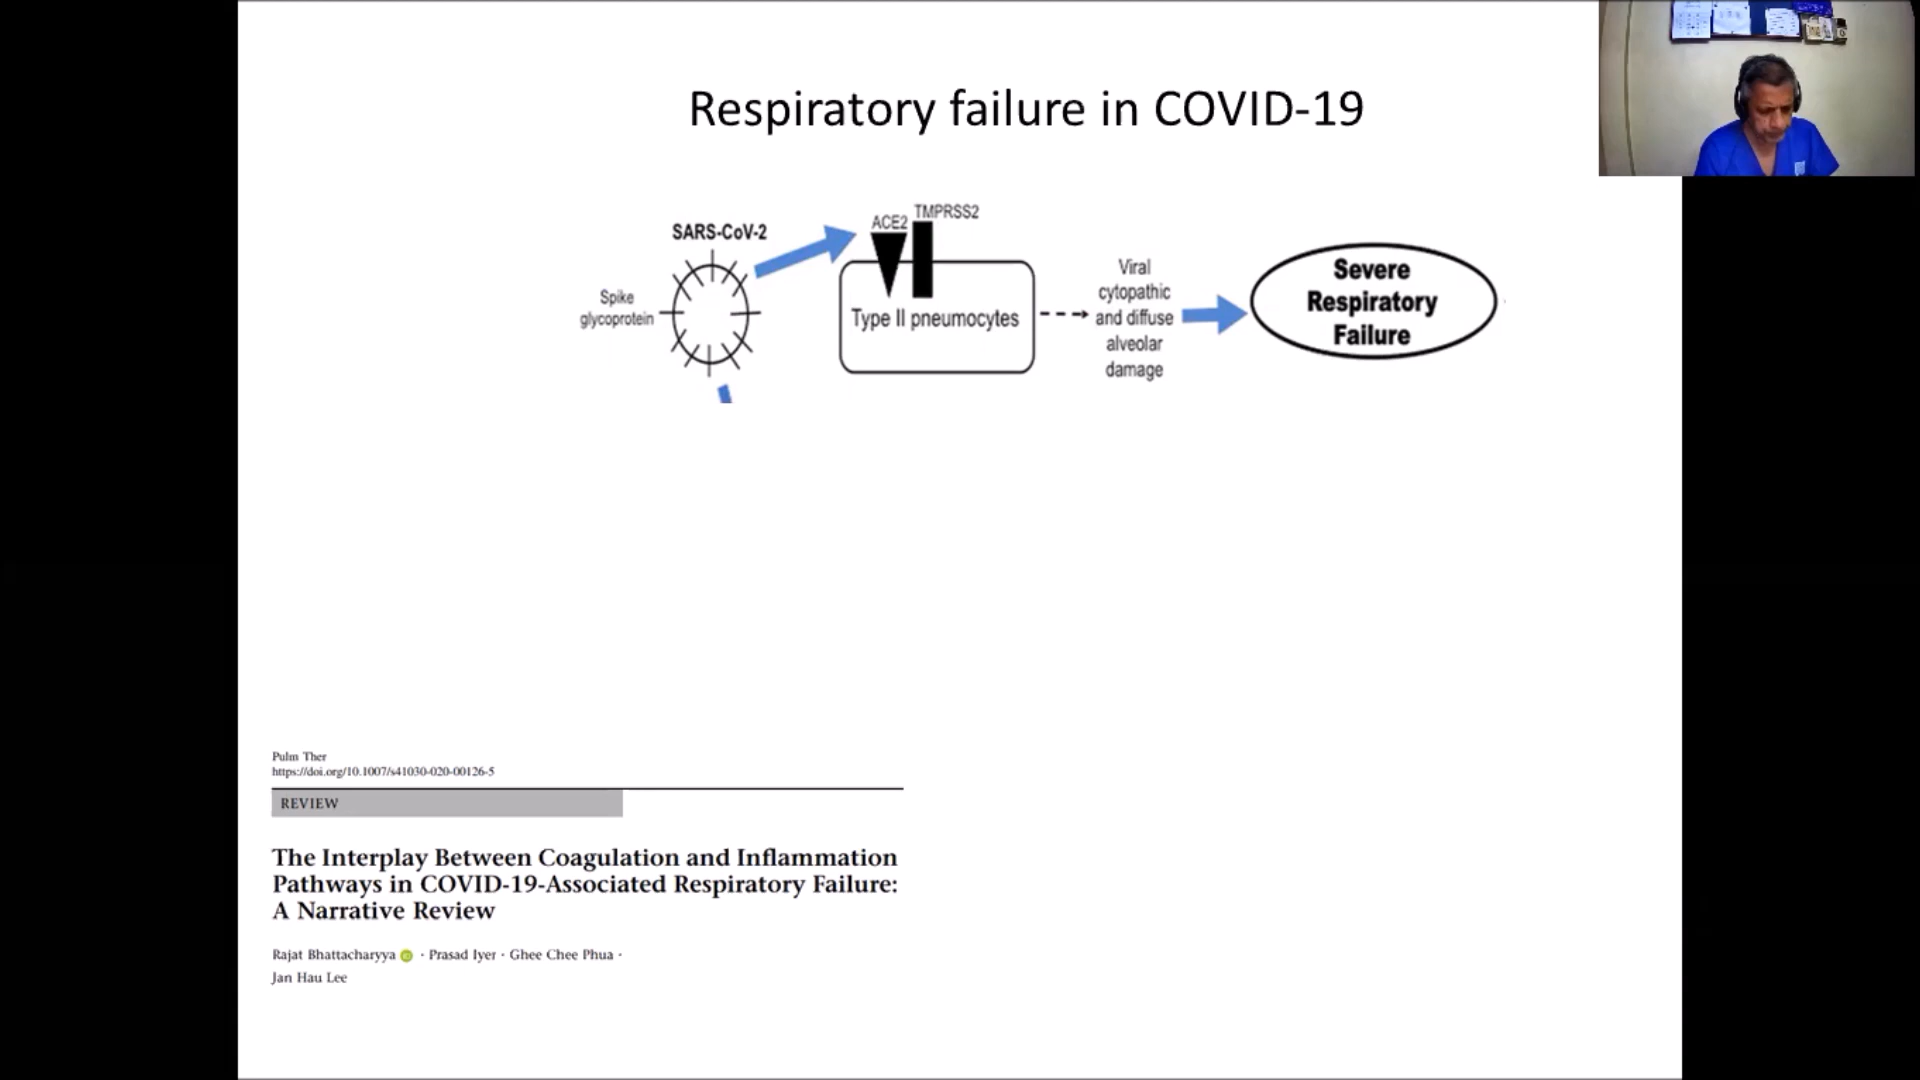 Respiratory failure in COVID-19
SARS-CoV-2
Spike
glycoprotein
ACE2
TMPRSS2
Type II pneumocytes
Viral
cytopathic
and diffuse
alveolar
damage
Severe
Respiratory
Failure
Pulm Ther
https://doi.org/10.1007/s41030-020-00126-5
REVIEW
The Interplay Between Coagulation and Inflammation
Pathways in COVID-19-Associated Respiratory Failure:
A Narrative Review
Rajat Bhattacharyya iD · Prasad Iyer · Ghee Chee Phua ·
Jan Hau Lee